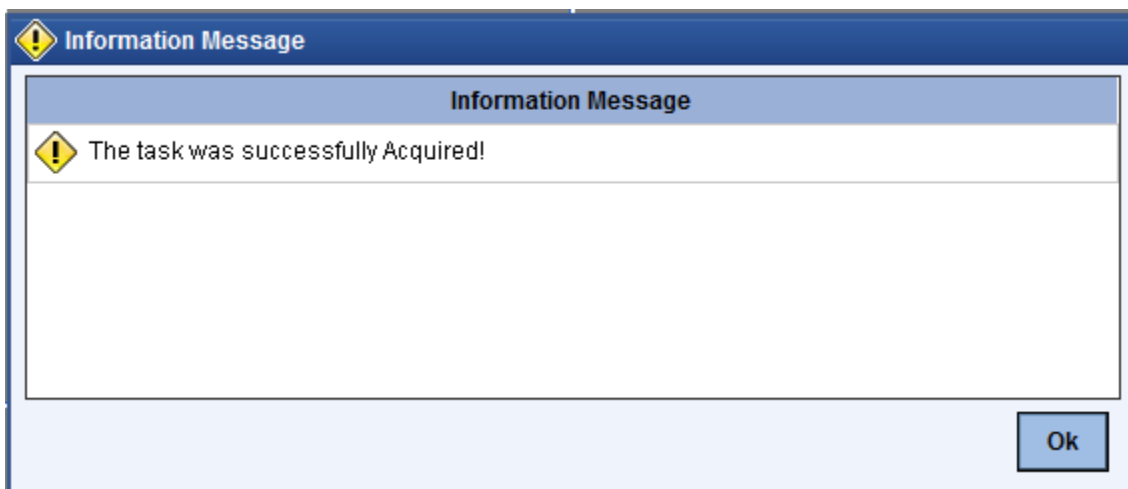 Information Message
Information Message
The task was successfully Acquired!
Ok